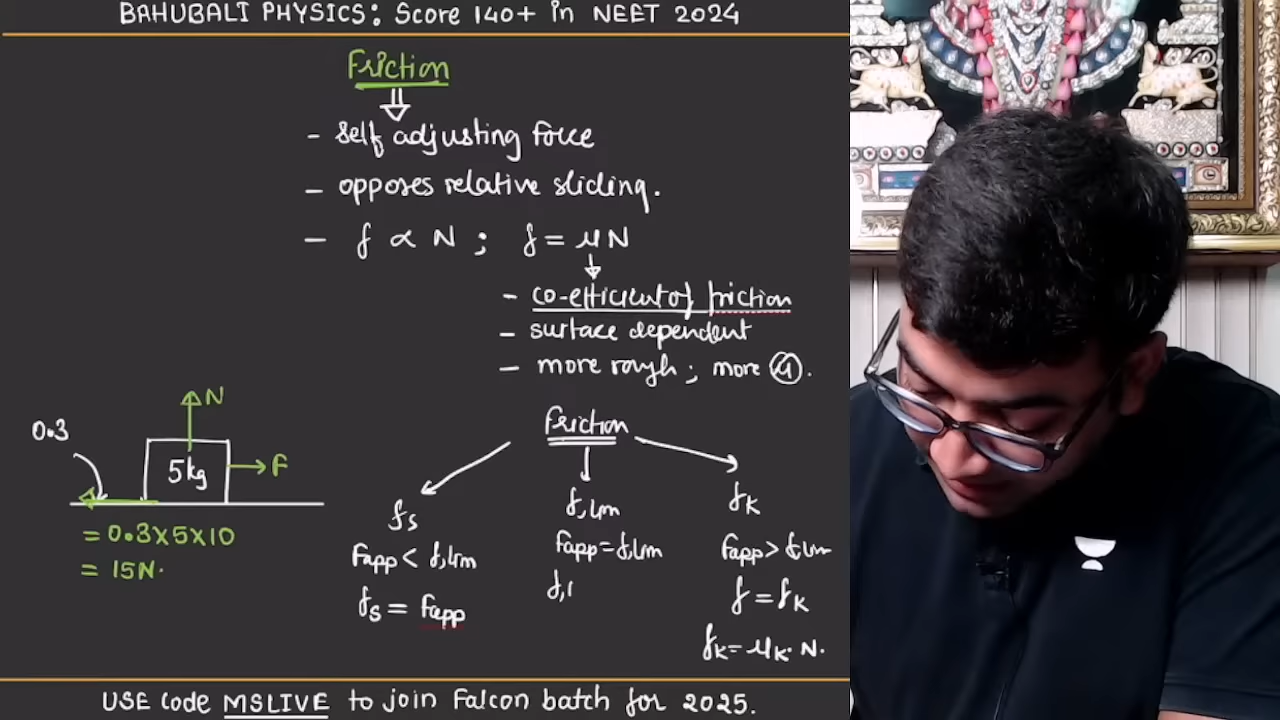 BAHUBALI PHYSICS: Score 140+ in NEET 2024
Friction
- Self adjusting force
- opposes relative sliding.
- f ∝ N ; f = μN
- co-efficient of friction
- surface dependent
- more rough ; more μ.
N
0.3
5kg
F
= 0.3×5×10
= 15N.
Friction
fs
Fapp < f,lim
fs = Fapp
f,lim
Fapp = f,lim
f,l
fK
Fapp > f,lim
f = fK
fK = μK. N.
USE Code MSLIVE to join Falcon batch for 2025.